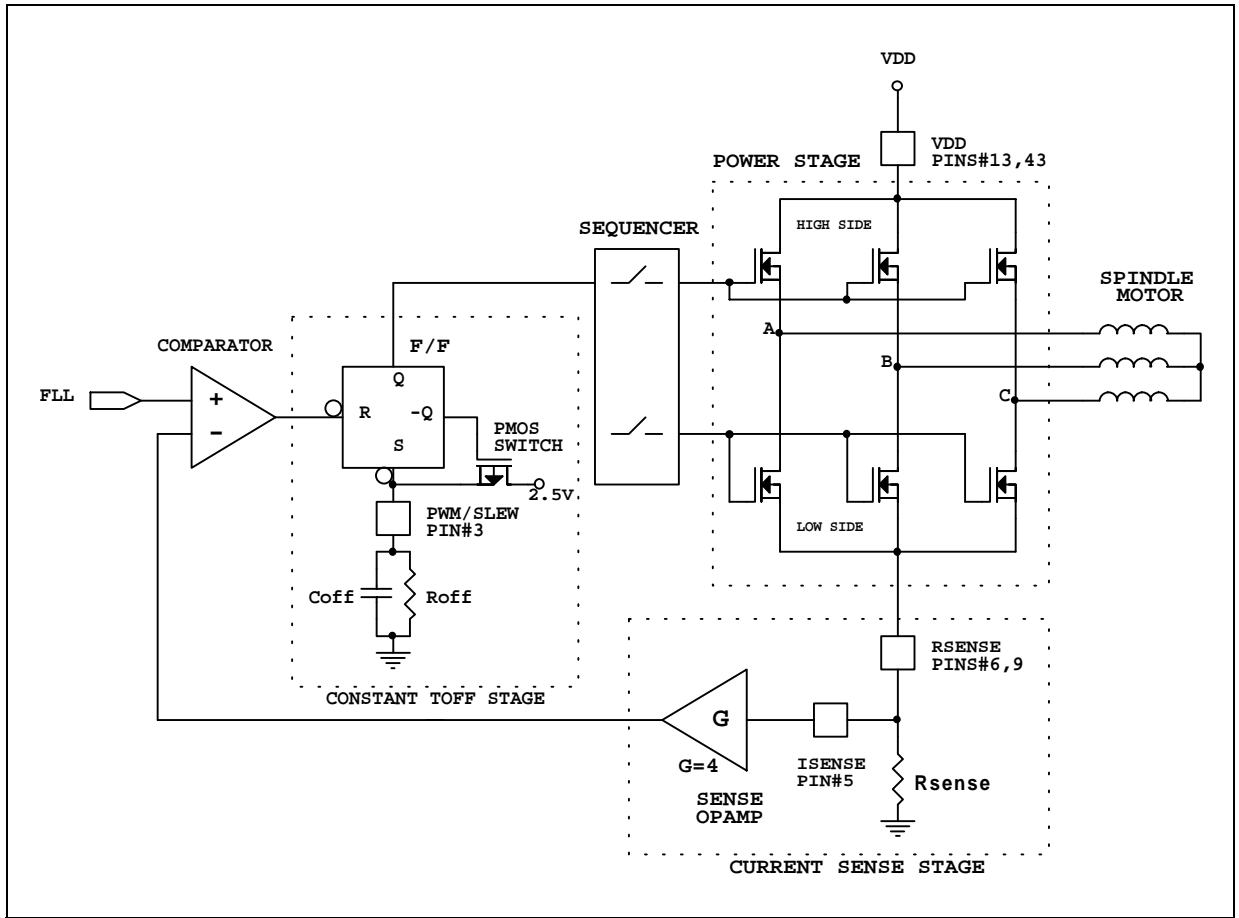 VDD
VDD
PINS#13,43
POWER STAGE
HIGH SIDE
SEQUENCER
SPINDLE
MOTOR
A
COMPARATOR
F/F
B
Q
FLL
+
R
-Q
C
-
S
PMOS
SWITCH
2.5V
PWM/SLEW
PIN#3
LOW SIDE
Coff
Roff
RSENSE
PINS#6,9
CONSTANT TOFF STAGE
G
G=4
ISENSE
PIN#5
Rsense
SENSE
OPAMP
CURRENT SENSE STAGE